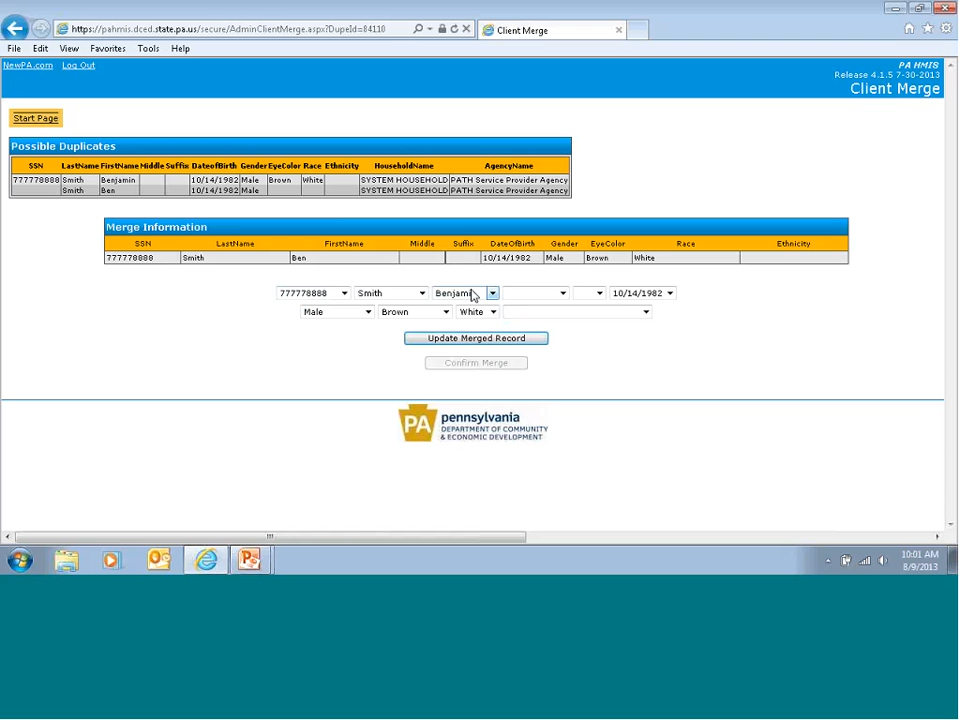 https://pahmis.dced.state.pa.us/secure/AdminClientMerge.aspx?DupeId=84110
Client Merge
File Edit View Favorites Tools Help
NewPA.com Log Out
PA HMIS
Release 4.1.5 7-30-2013
Client Merge
Start Page
Possible Duplicates
SSN LastName FirstName Middle Suffix DateofBirth Gender EyeColor Race Ethnicity HouseholdName AgencyName
777778888 Smith Benjamin 10/14/1982 Male Brown White SYSTEM HOUSEHOLD PATH Service Provider Agency
Smith Ben 10/14/1982 Male SYSTEM HOUSEHOLD PATH Service Provider Agency
Merge Information
SSN LastName FirstName Middle Suffix DateOfBirth Gender EyeColor Race Ethnicity
777778888 Smith Ben 10/14/1982 Male Brown White
777778888 Smith Benjami 10/14/1982
Male Brown White
Update Merged Record
Confirm Merge
PA pennsylvania
DEPARTMENT OF COMMUNITY
& ECONOMIC DEVELOPMENT
10:01 AM
8/9/2013